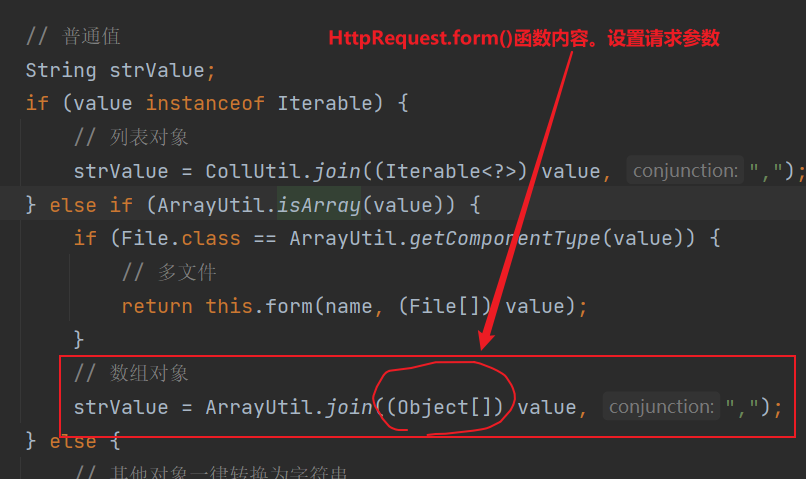 // 普通值
HttpRequest.form()函数内容。设置请求参数
String strValue;
if (value instanceof Iterable) {
// 列表对象
strValue = CollUtil.join((Iterable<?>) value, conjunction: ",");
} else if (ArrayUtil.isArray(value)) {
if (File.class == ArrayUtil.getComponentType(value)) {
// 多文件
return this.form(name, (File[]) value);
}
// 数组对象
strValue = ArrayUtil.join((Object[]) value, conjunction: ",");
} else {
// 其他对象一律转换为字符串